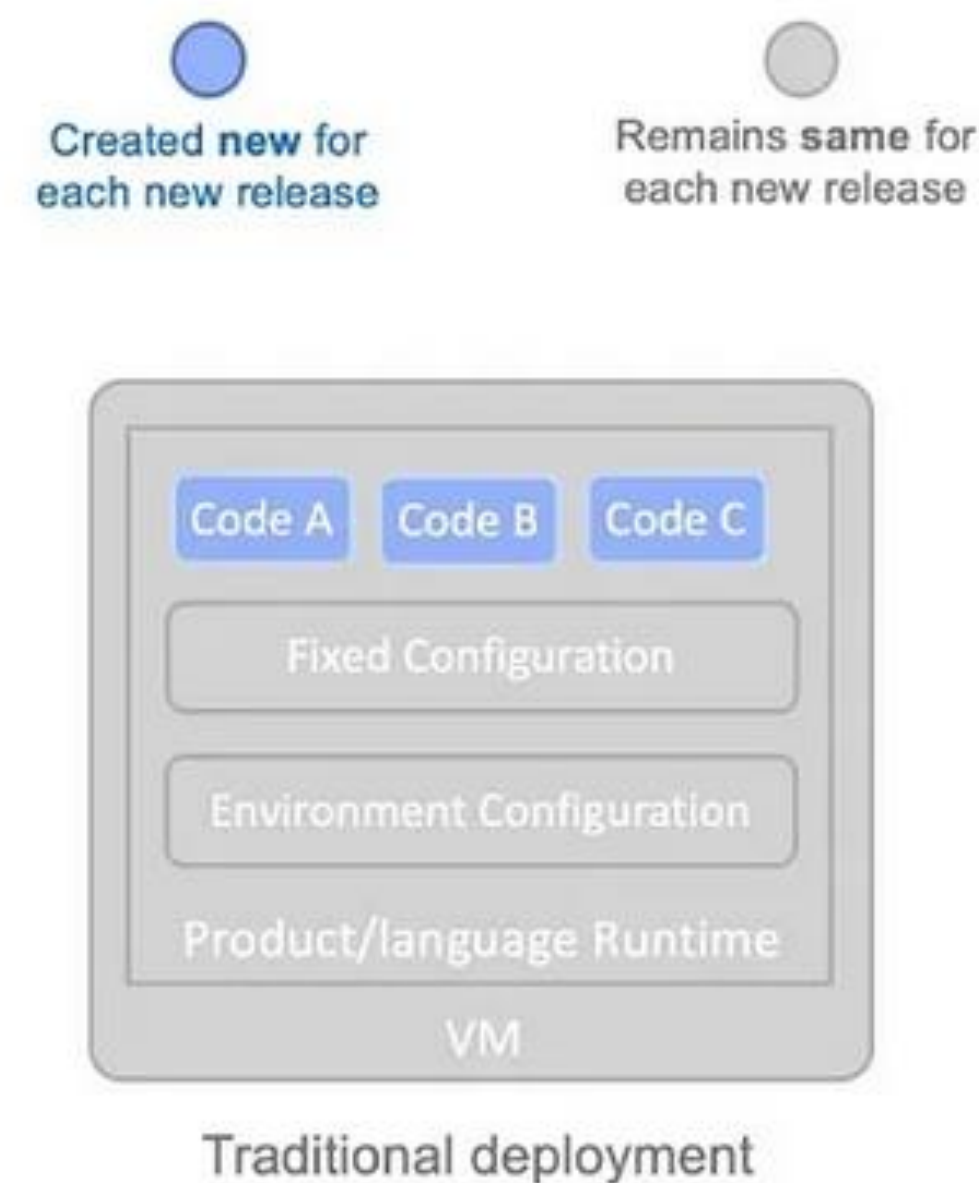 Created new for
each new release
Remains same for
each new release
Code A
Code B
Code C
Fixed Configuration
Environment Configuration
Product/language Runtime
VM
Traditional deployment